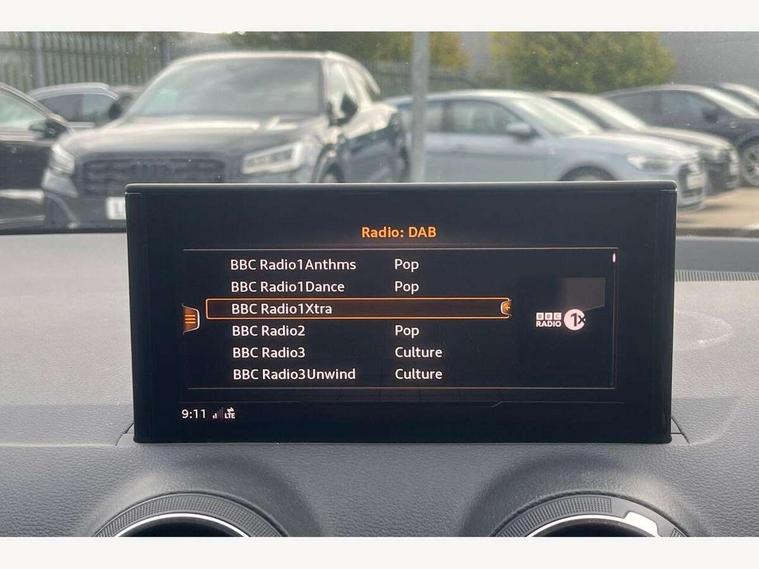 Radio: DAB
BBC Radio1Anthms Pop
BBC Radio1Dance Pop
BBC Radio1Xtra
BBC Radio2 Pop
BBC Radio3 Culture
BBC Radio3Unwind Culture
BBC
RADIO 1X
9:11 LTE